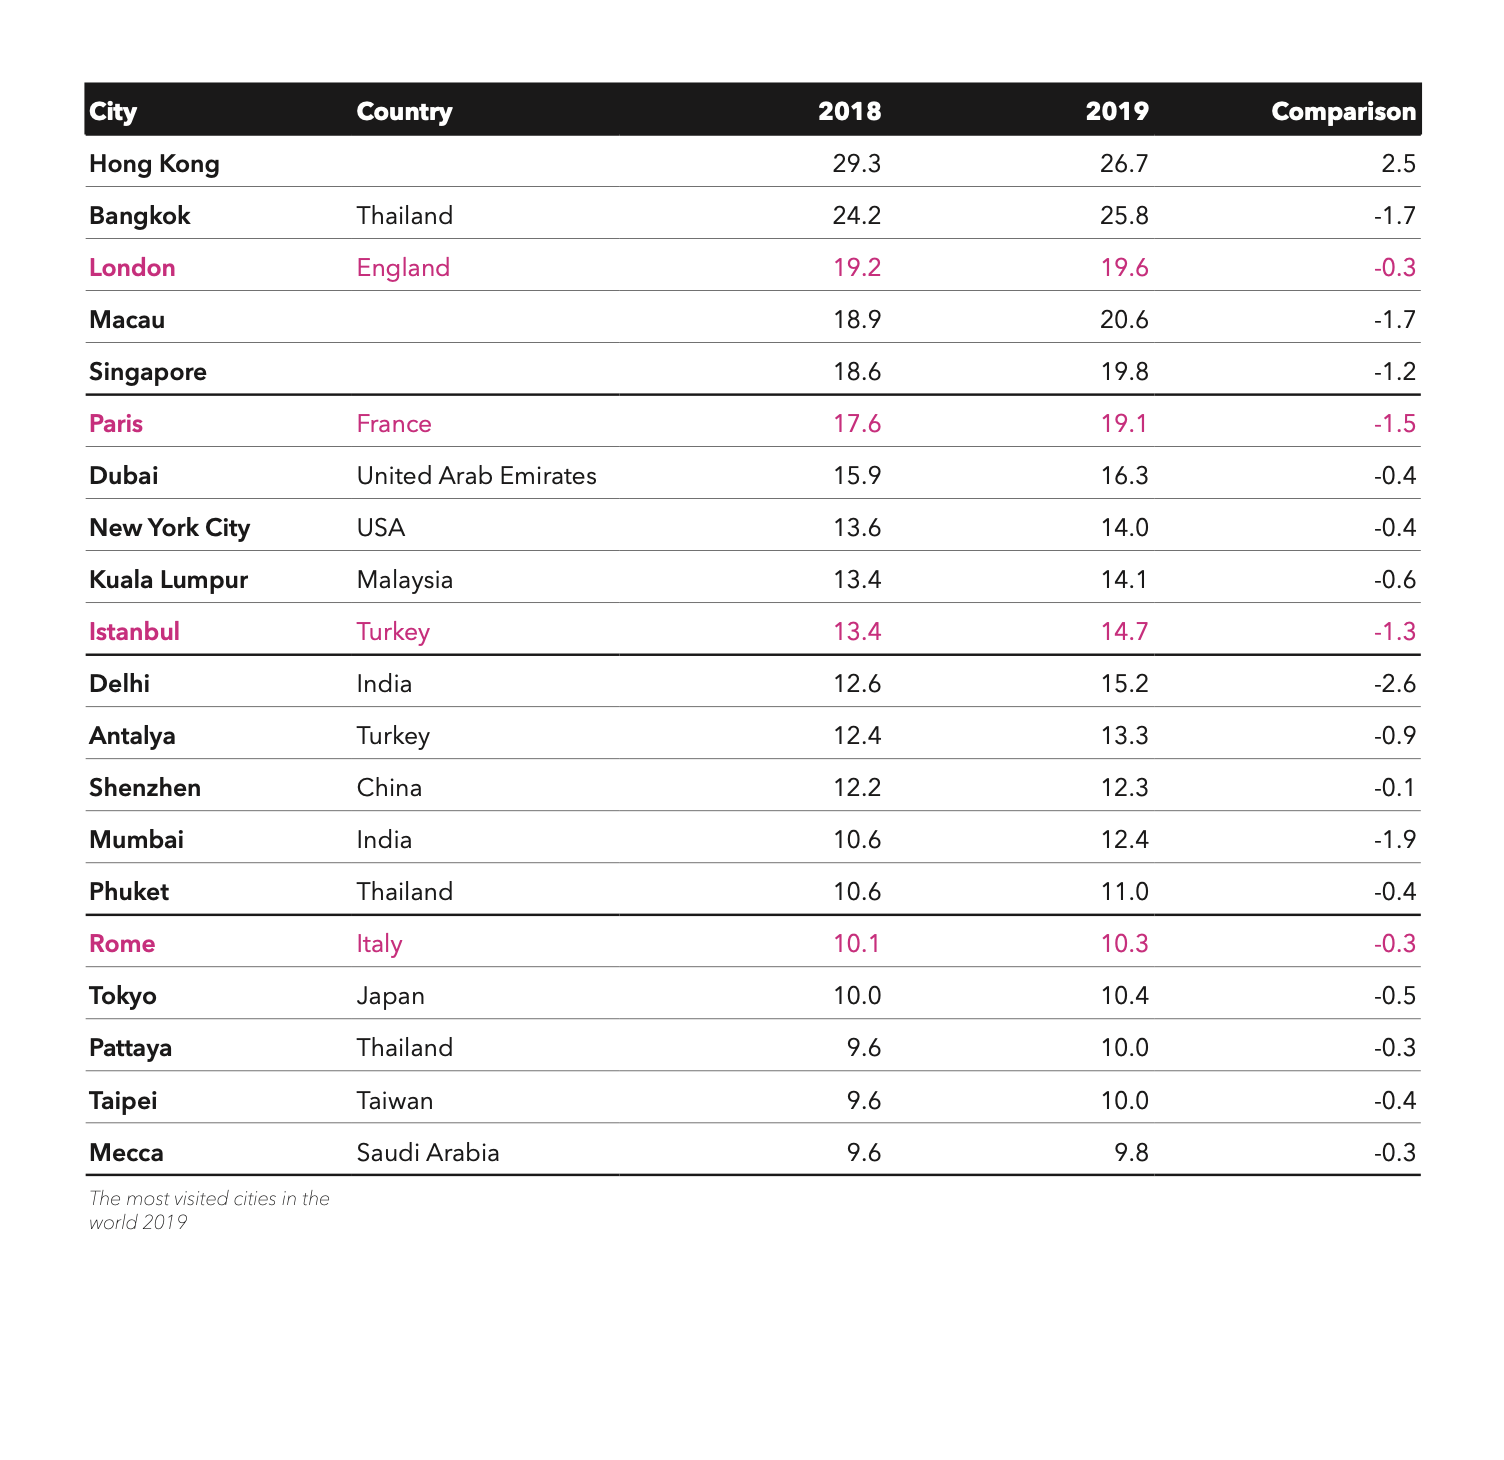 City Country 2018 2019 Comparison
Hong Kong 29.3 26.7 2.5
Bangkok Thailand 24.2 25.8 -1.7
London England 19.2 19.6 -0.3
Macau 18.9 20.6 -1.7
Singapore 18.6 19.8 -1.2
Paris France 17.6 19.1 -1.5
Dubai United Arab Emirates 15.9 16.3 -0.4
New York City USA 13.6 14.0 -0.4
Kuala Lumpur Malaysia 13.4 14.1 -0.6
Istanbul Turkey 13.4 14.7 -1.3
Delhi India 12.6 15.2 -2.6
Antalya Turkey 12.4 13.3 -0.9
Shenzhen China 12.2 12.3 -0.1
Mumbai India 10.6 12.4 -1.9
Phuket Thailand 10.6 11.0 -0.4
Rome Italy 10.1 10.3 -0.3
Tokyo Japan 10.0 10.4 -0.5
Pattaya Thailand 9.6 10.0 -0.3
Taipei Taiwan 9.6 10.0 -0.4
Mecca Saudi Arabia 9.6 9.8 -0.3
The most visited cities in the
world 2019